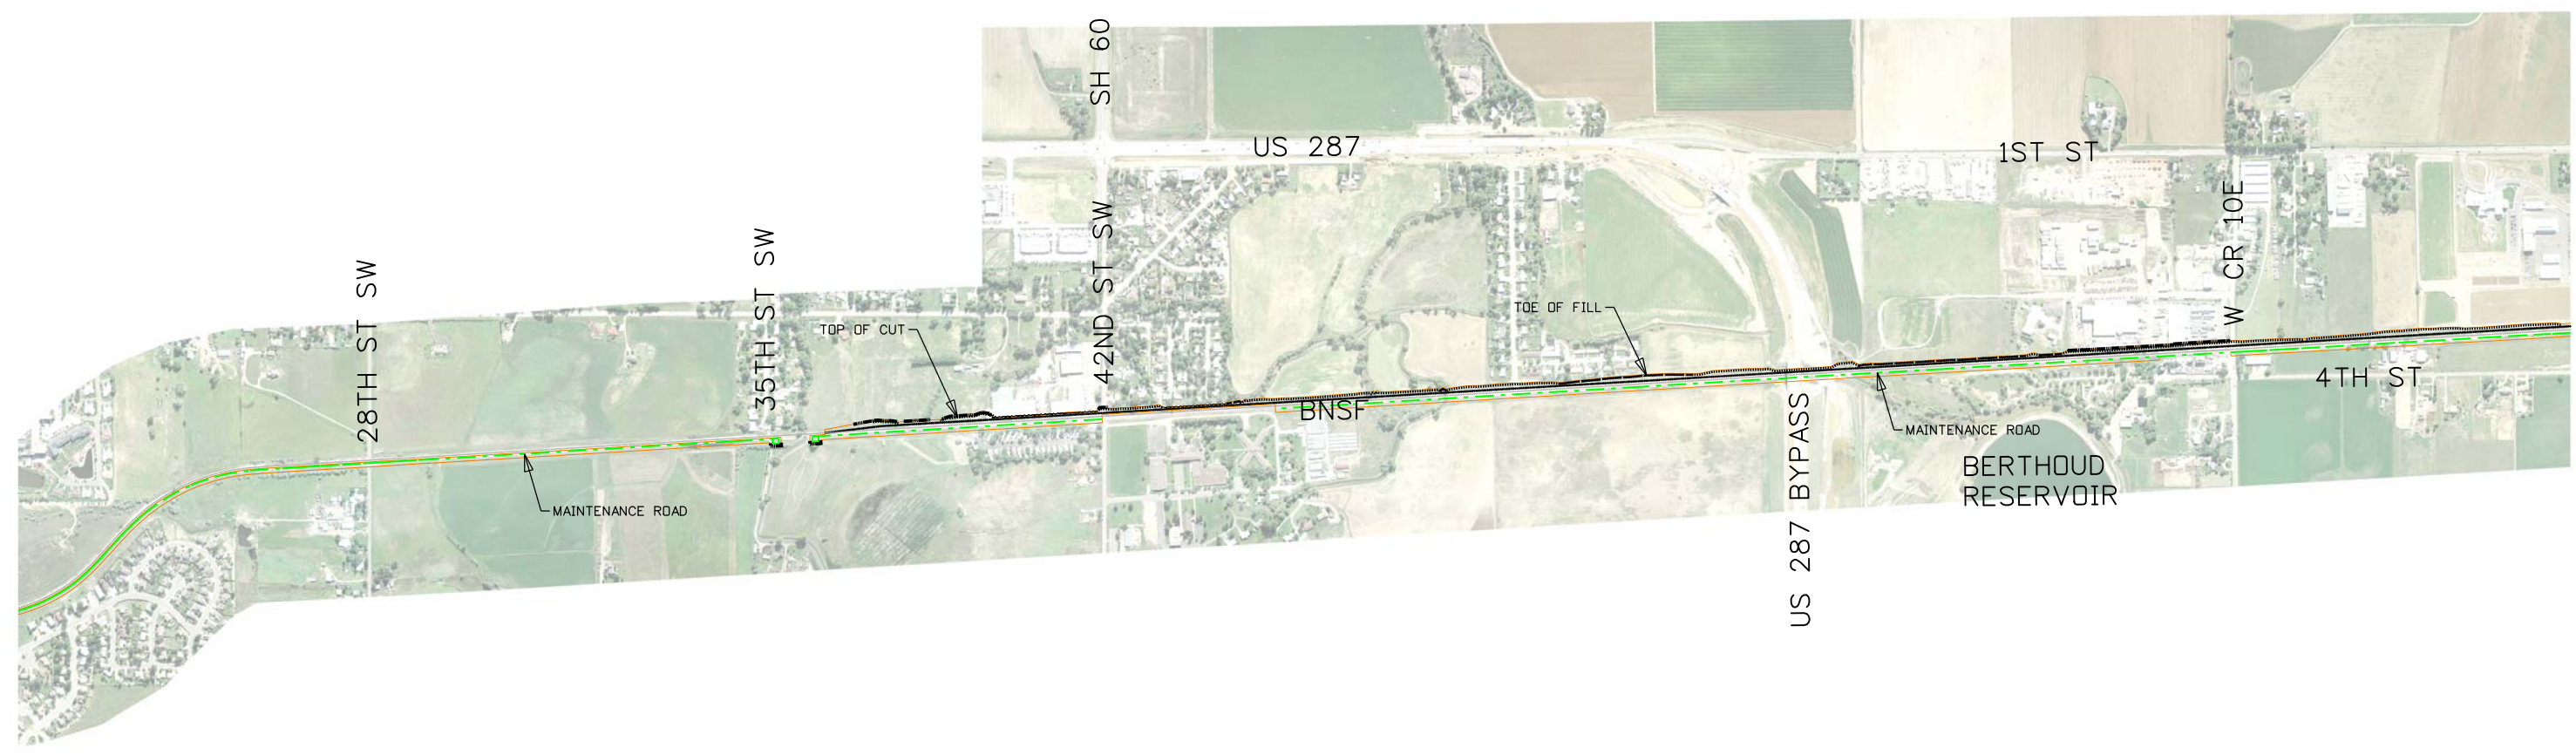 SH 60
US 287
1ST ST
W CR 10E
42ND ST SW
35TH ST SW
28TH ST SW
TOP OF CUT
TOE OF FILL
4TH ST
BNSF
MAINTENANCE ROAD
BERTHOUD
RESERVOIR
US 287 BYPASS
MAINTENANCE ROAD